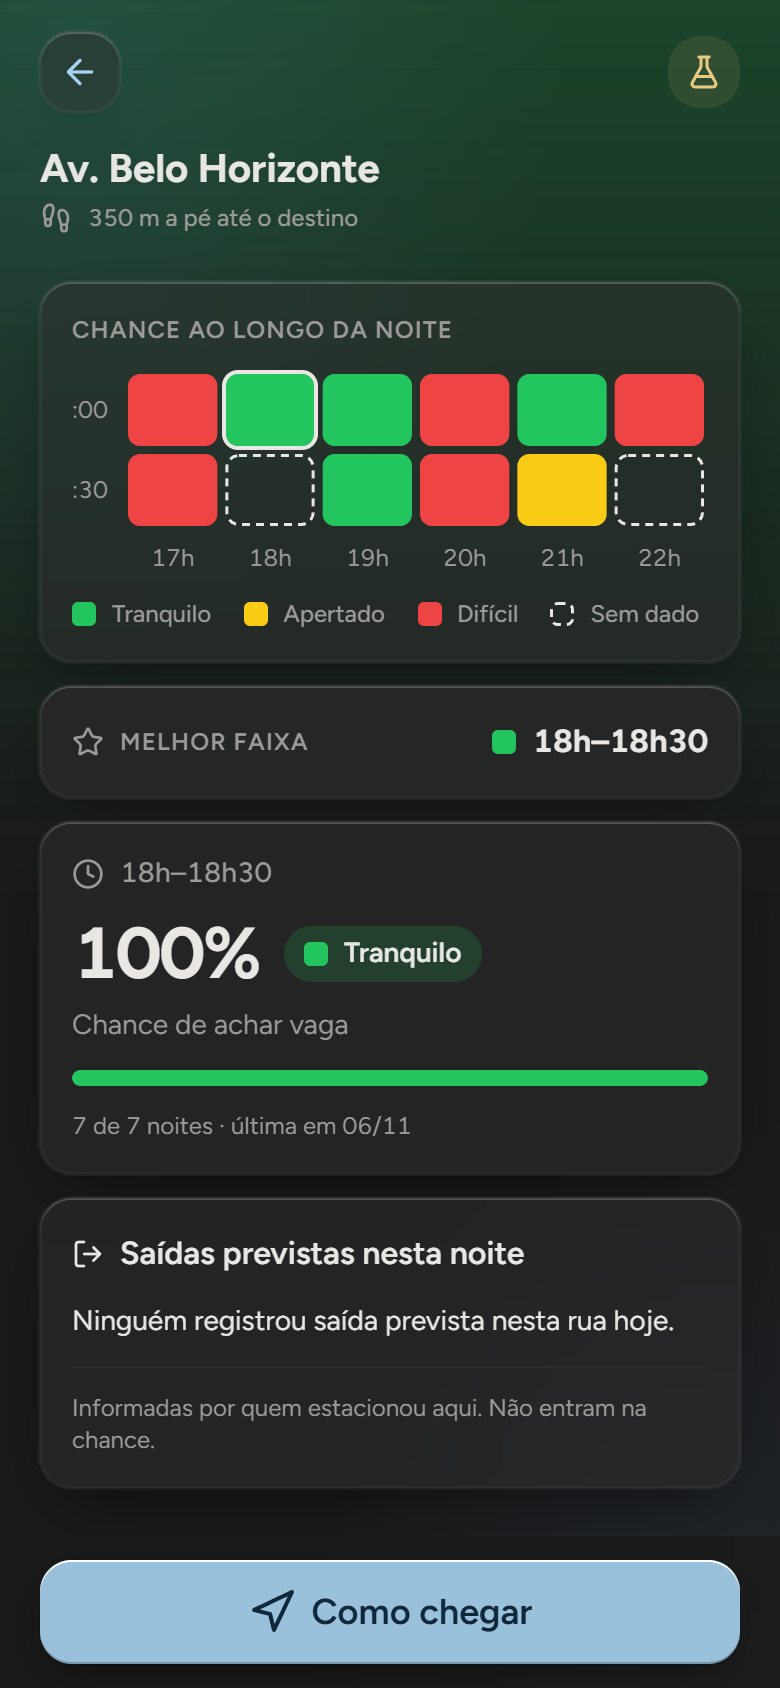 Av. Belo Horizonte
350 m a pé até o destino
CHANCE AO LONGO DA NOITE
:00
:30
17h 18h 19h 20h 21h 22h
Tranquilo Apertado Difícil Sem dado
MELHOR FAIXA 18h–18h30
18h–18h30
100% Tranquilo
Chance de achar vaga
7 de 7 noites · última em 06/11
Saídas previstas nesta noite
Ninguém registrou saída prevista nesta rua hoje.
Informadas por quem estacionou aqui. Não entram na
chance.
Como chegar